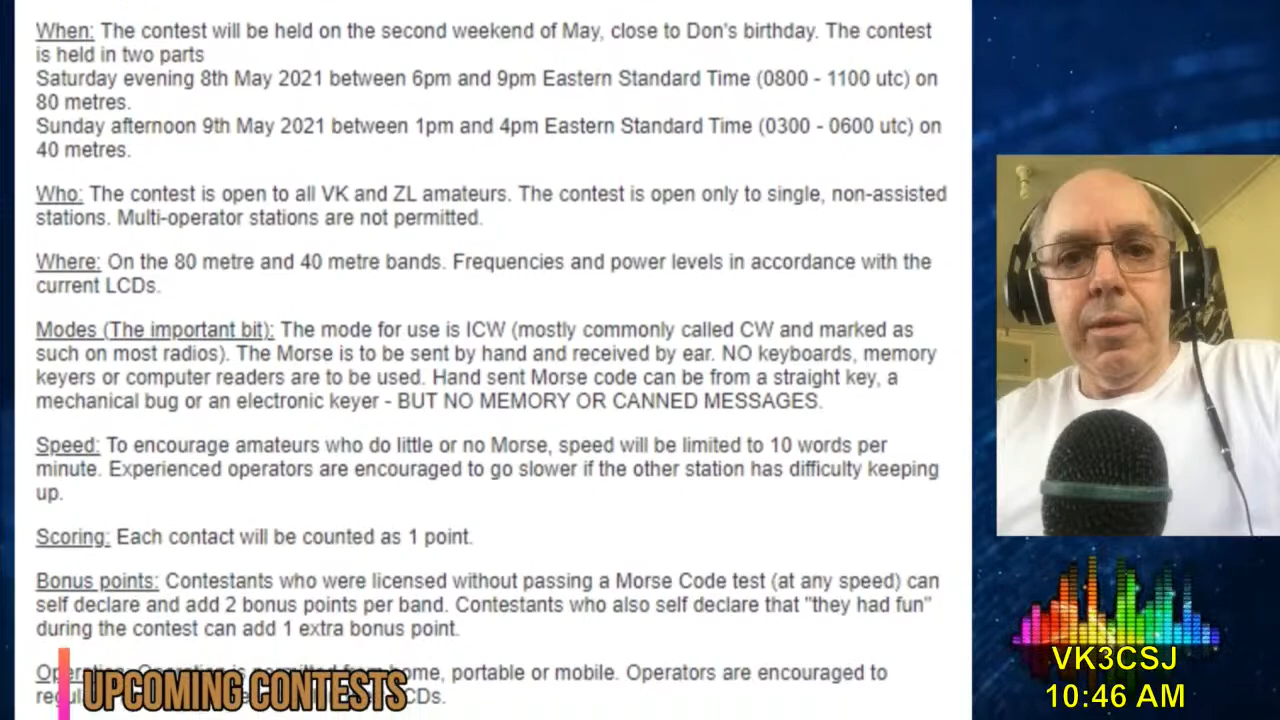 When: The contest will be held on the second weekend of May, close to Don's birthday. The contest
is held in two parts
Saturday evening 8th May 2021 between 6pm and 9pm Eastern Standard Time (0800 - 1100 utc) on
80 metres.
Sunday afternoon 9th May 2021 between 1pm and 4pm Eastern Standard Time (0300 - 0600 utc) on
40 metres.
Who: The contest is open to all VK and ZL amateurs. The contest is open only to single, non-assisted
stations. Multi-operator stations are not permitted.
Where: On the 80 metre and 40 metre bands. Frequencies and power levels in accordance with the
current LCDs.
Modes (The important bit): The mode for use is ICW (mostly commonly called CW and marked as
such on most radios). The Morse is to be sent by hand and received by ear. NO keyboards, memory
keyers or computer readers are to be used. Hand sent Morse code can be from a straight key, a
mechanical bug or an electronic keyer - BUT NO MEMORY OR CANNED MESSAGES.
Speed: To encourage amateurs who do little or no Morse, speed will be limited to 10 words per
minute. Experienced operators are encouraged to go slower if the other station has difficulty keeping
up.
Scoring: Each contact will be counted as 1 point.
Bonus points: Contestants who were licensed without passing a Morse Code test (at any speed) can
self declare and add 2 bonus points per band. Contestants who also self declare that "they had fun"
during the contest can add 1 extra bonus point.
Operation: Operation is permitted from home, portable or mobile. Operators are encouraged to
UPCOMING CONTESTS
VK3CSJ
10:46 AM